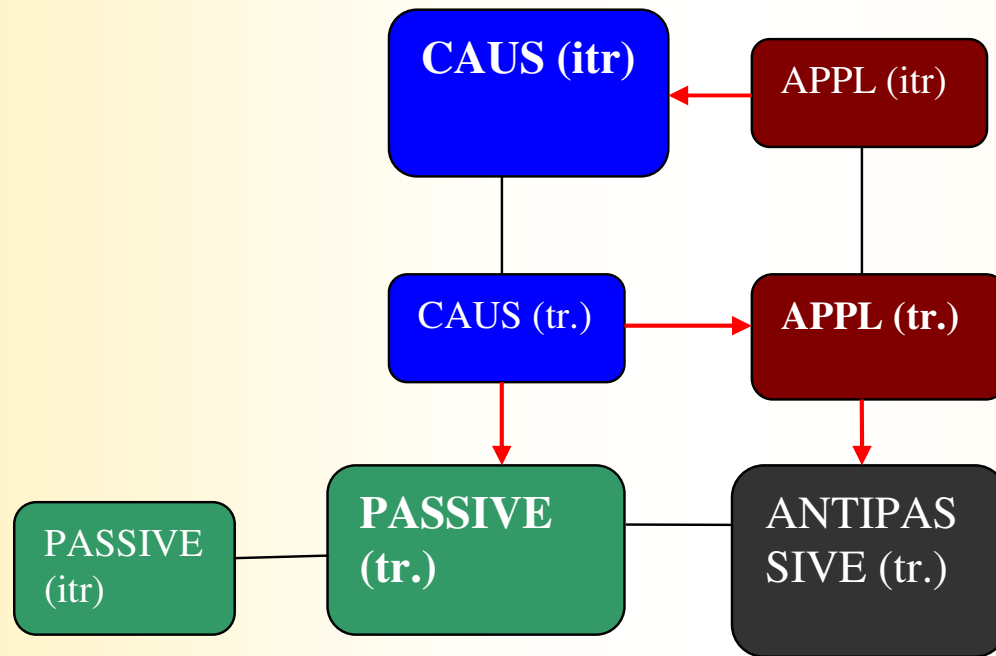 CAUS (itr)
APPL (itr)
CAUS (tr.)
APPL (tr.)
PASSIVE
(itr)
PASSIVE
(tr.)
ANTIPAS
SIVE (tr.)